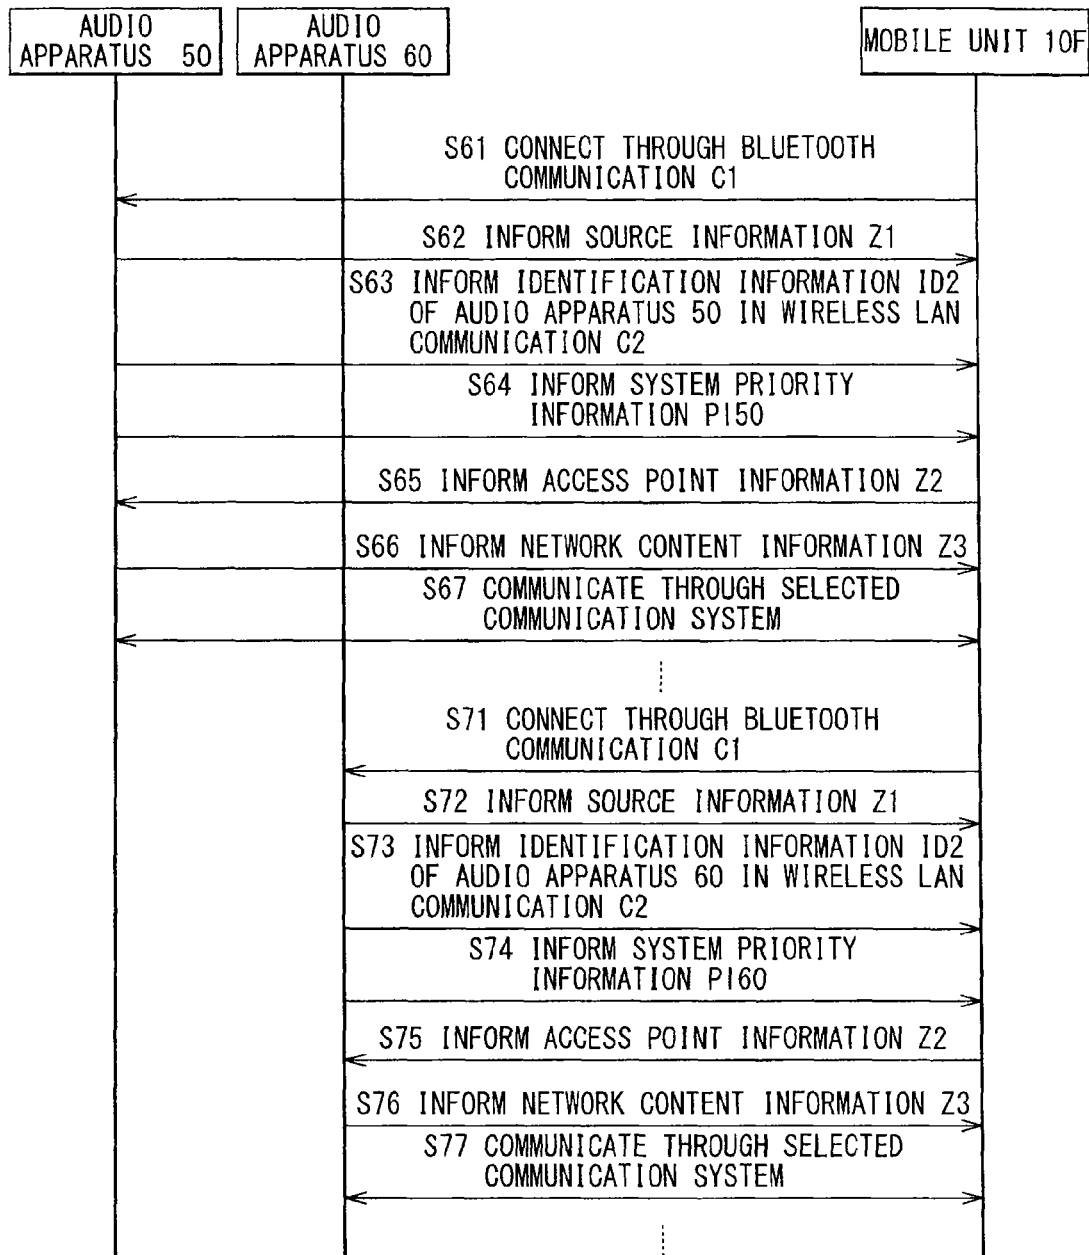 AUDIO
APPARATUS 50
AUDIO
APPARATUS 60
MOBILE UNIT 10F
S61 CONNECT THROUGH BLUETOOTH
COMMUNICATION C1
S62 INFORM SOURCE INFORMATION Z1
S63 INFORM IDENTIFICATION INFORMATION ID2
OF AUDIO APPARATUS 50 IN WIRELESS LAN
COMMUNICATION C2
S64 INFORM SYSTEM PRIORITY
INFORMATION PI50
S65 INFORM ACCESS POINT INFORMATION Z2
S66 INFORM NETWORK CONTENT INFORMATION Z3
S67 COMMUNICATE THROUGH SELECTED
COMMUNICATION SYSTEM
S71 CONNECT THROUGH BLUETOOTH
COMMUNICATION C1
S72 INFORM SOURCE INFORMATION Z1
S73 INFORM IDENTIFICATION INFORMATION ID2
OF AUDIO APPARATUS 60 IN WIRELESS LAN
COMMUNICATION C2
S74 INFORM SYSTEM PRIORITY
INFORMATION PI60
S75 INFORM ACCESS POINT INFORMATION Z2
S76 INFORM NETWORK CONTENT INFORMATION Z3
S77 COMMUNICATE THROUGH SELECTED
COMMUNICATION SYSTEM